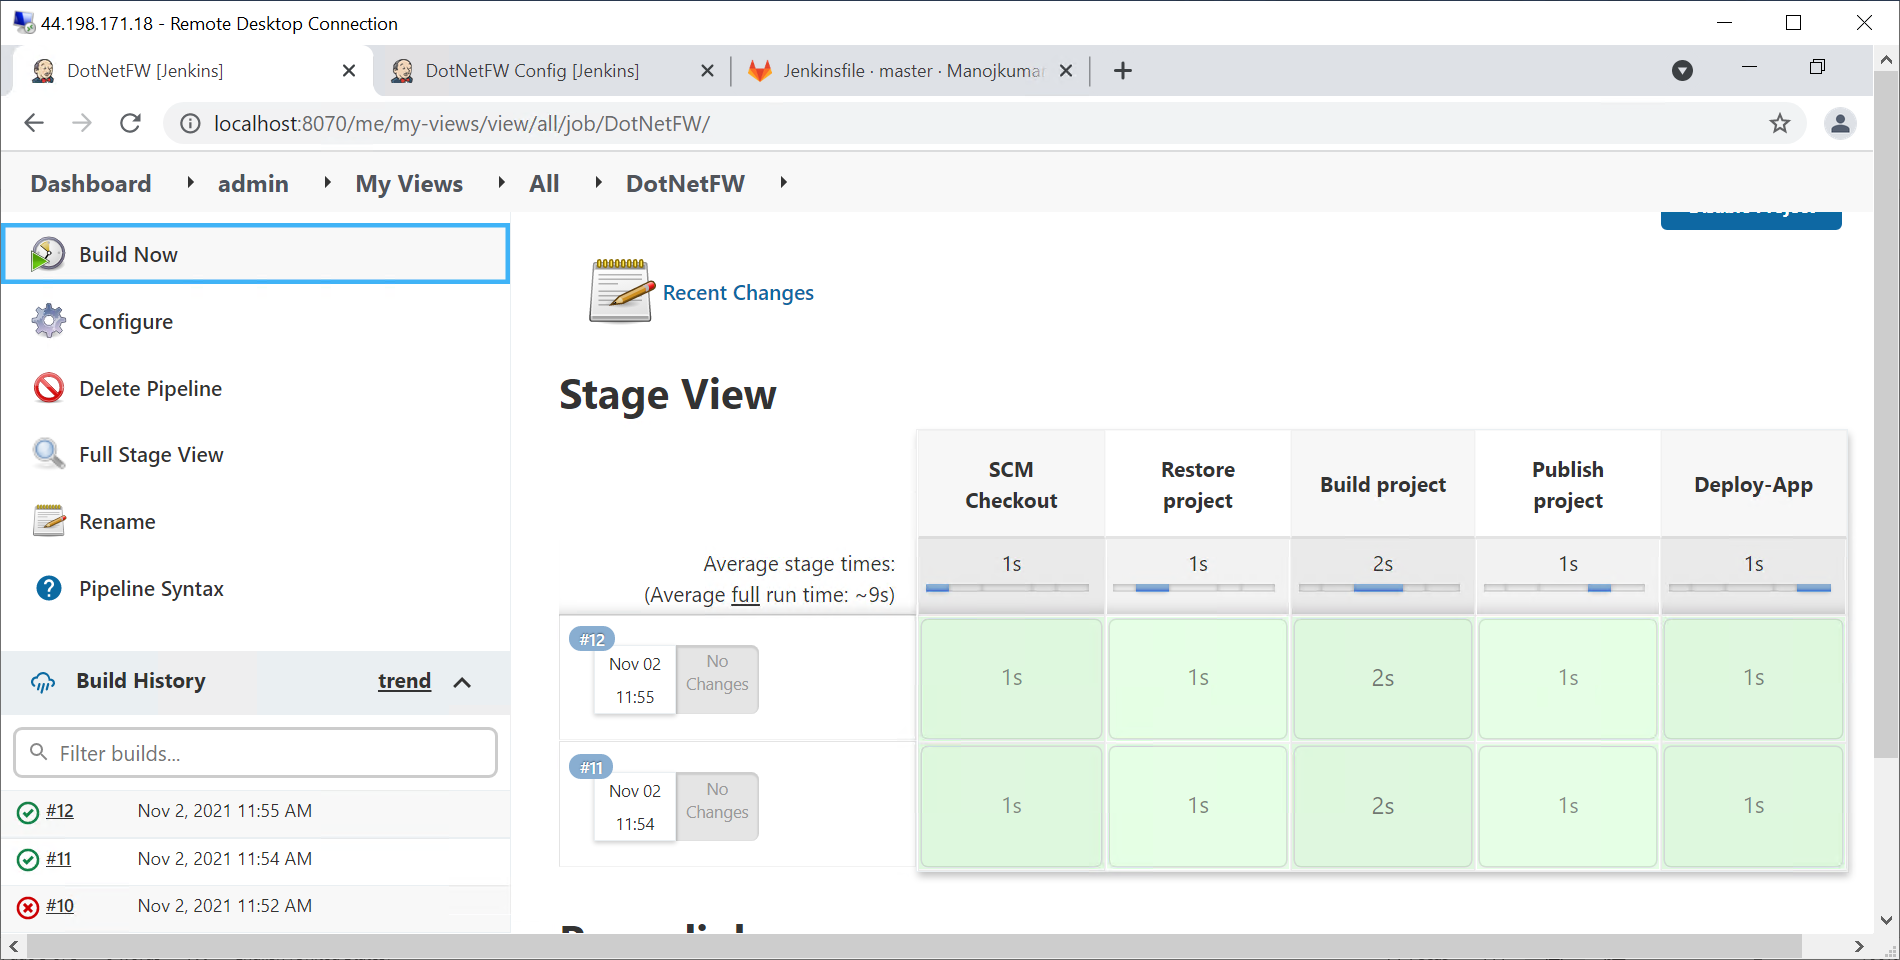 44.198.171.18 - Remote Desktop Connection
DotNetFW [Jenkins]
DotNetFW Config [Jenkins]
Jenkinsfile · master · Manojkumar
localhost:8070/me/my-views/view/all/job/DotNetFW/
Dashboard admin My Views All DotNetFW
Build Now
Configure
Delete Pipeline
Full Stage View
Rename
Pipeline Syntax
Build History trend
Filter builds...
#12 Nov 2, 2021 11:55 AM
#11 Nov 2, 2021 11:54 AM
#10 Nov 2, 2021 11:52 AM
Recent Changes
Stage View
SCM
Checkout
Restore
project
Build project
Publish
project
Deploy-App
Average stage times:
(Average full run time: ~9s)
1s 1s 2s 1s 1s
#12
Nov 02
11:55
No
Changes
1s 1s 2s 1s 1s
#11
Nov 02
11:54
No
Changes
1s 1s 2s 1s 1s